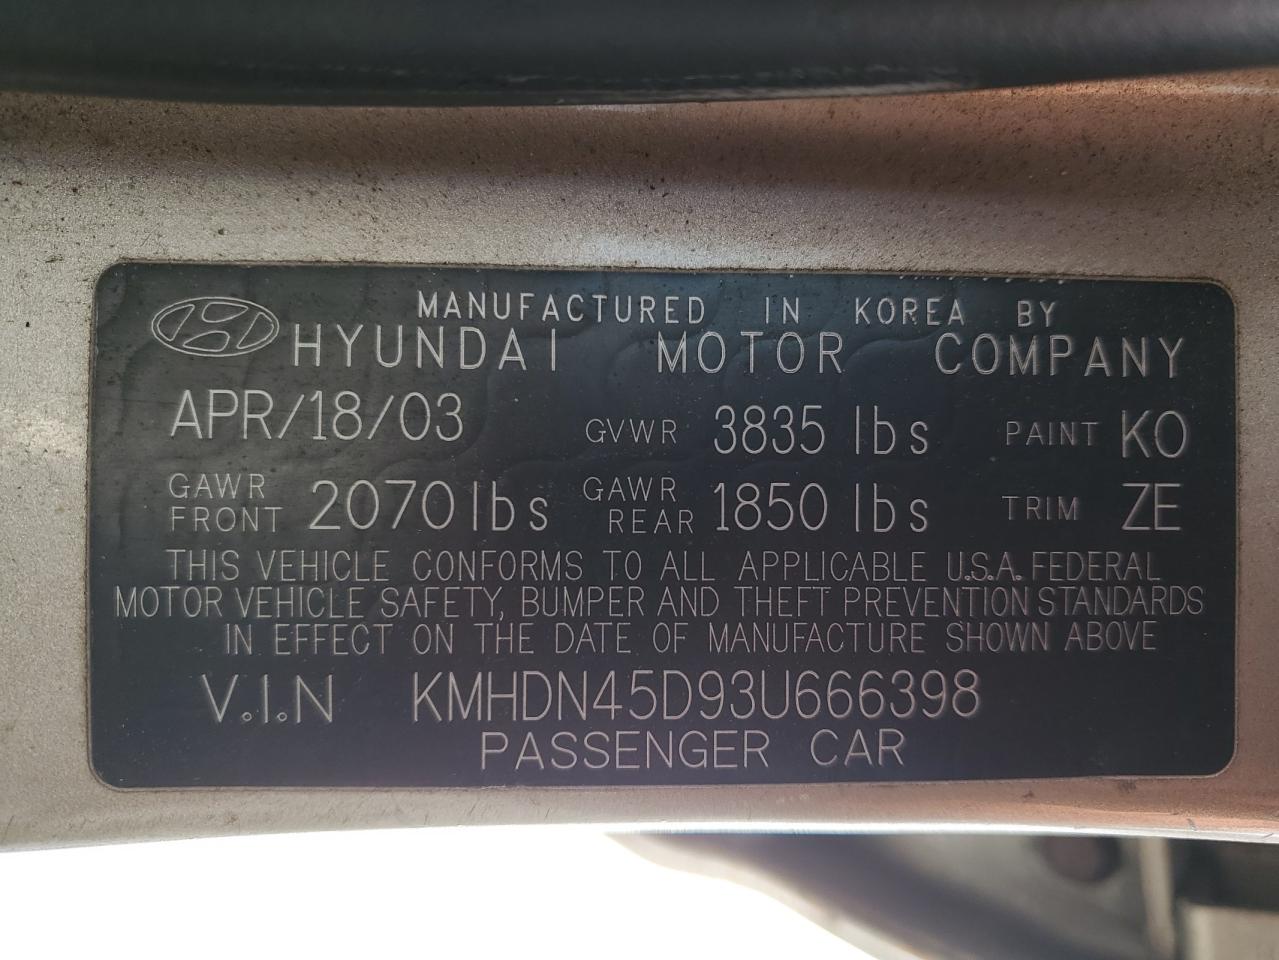 MANUFACTURED IN KOREA BY
HYUNDAI MOTOR COMPANY
APR/18/03 GVWR 3835 lbs PAINT KO
GAWR FRONT 2070 lbs GAWR REAR 1850 lbs TRIM ZE
THIS VEHICLE CONFORMS TO ALL APPLICABLE U.S.A. FEDERAL
MOTOR VEHICLE SAFETY, BUMPER AND THEFT PREVENTION STANDARDS
IN EFFECT ON THE DATE OF MANUFACTURE SHOWN ABOVE
V.I.N KMHDN45D93U666398
PASSENGER CAR